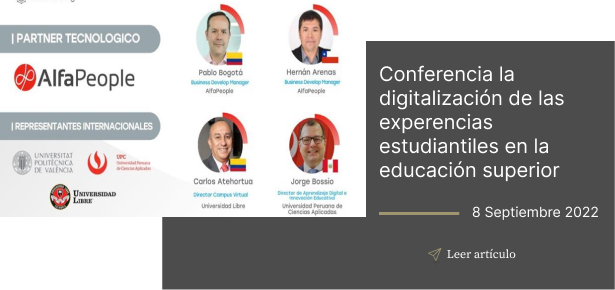 | PARTNER TECNOLOGICO
AlfaPeople
| REPRESENTANTES INTERNACIONALES
UNIVERSITAT
POLITÈCNICA
DE VALÈNCIA
UPC
Universidad Peruana
de Ciencias Aplicadas
UNIVERSIDAD
LIBRE
Pablo Bogotá
Business Develop Manager
AlfaPeople
Hernán Arenas
Business Develop Manager
AlfaPeople
Carlos Atehortua
Director Campus Virtual
Universidad Libre
Jorge Bossio
Director de Aprendizaje Digital e
Innovación Educativa
Universidad Peruana de
Ciencias Aplicadas
Conferencia la
digitalización de las
experencias
estudiantiles en la
educación superior
8 Septiembre 2022
Leer artículo